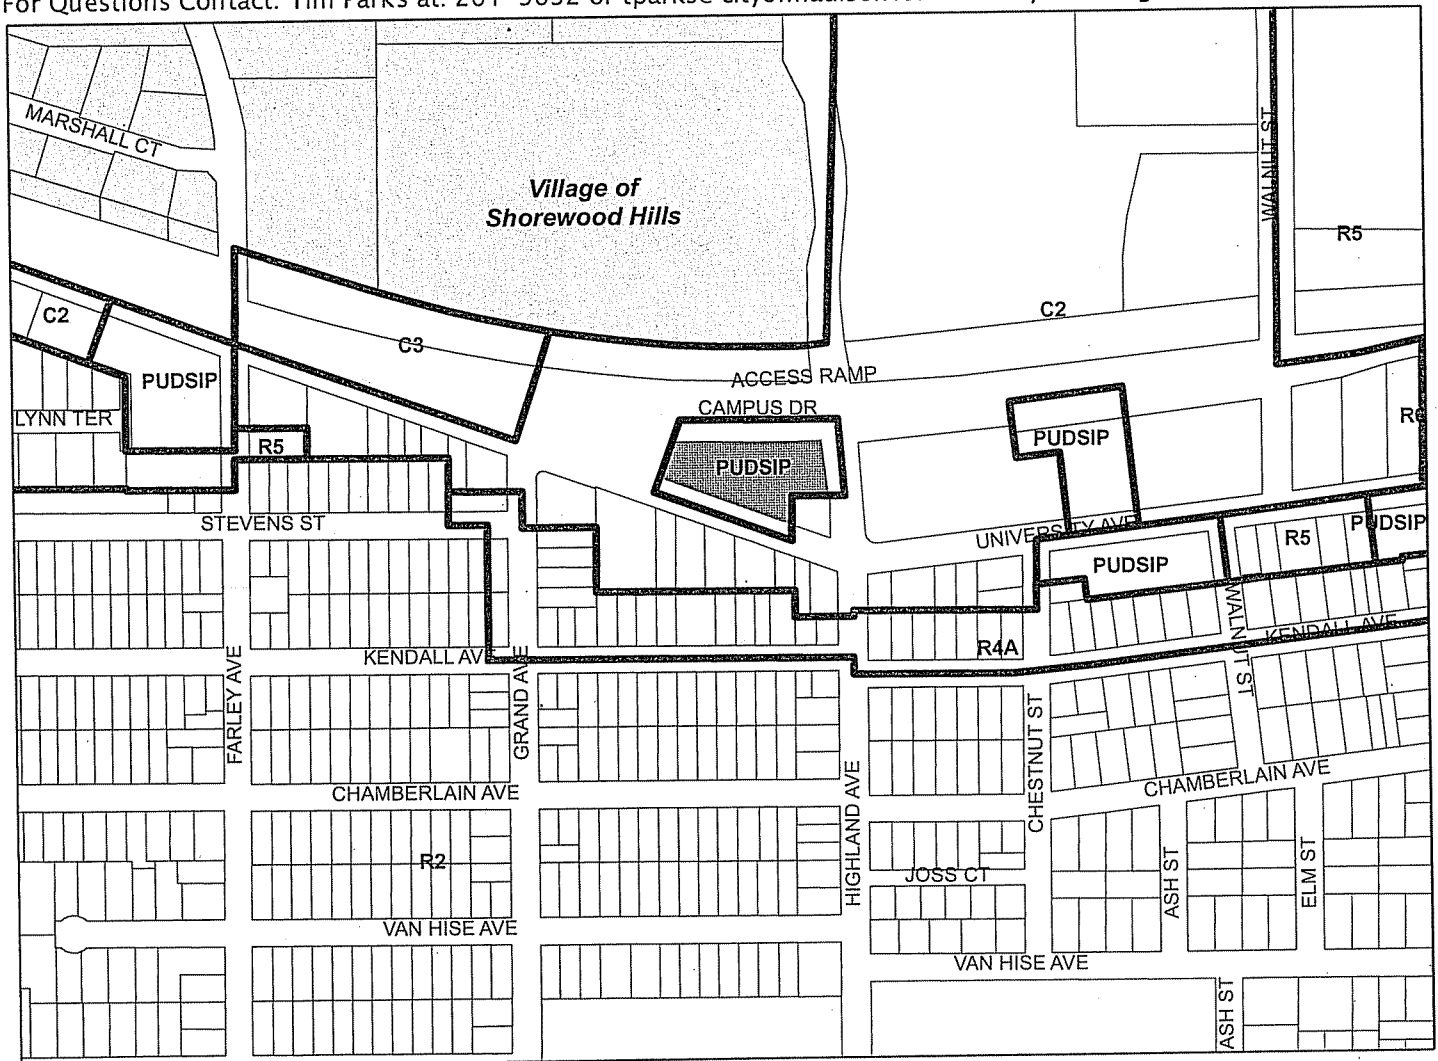 For Questions Contact: Tim Parks at: 261-9632 or tparks@cityofmadison
MARSHALL CT
Village of
Shorewood Hills
WALNUT ST
R5
C2
C2
C3
PUDSIP
ACCESS RAMP
CAMPUS DR
LYNN TER
R5
PUDSIP
PUDSIP
STEVENS ST
UNIVERSITY AVE
R5
PUDSIP
PUDSIP
WALNUT ST
KENDALL AVE
KENDALL AVE
R4A
FARLEY AVE
GRAND AVE
CHESTNUT ST
HIGHLAND AVE
CHAMBERLAIN AVE
CHAMBERLAIN AVE
R2
JOSS CT
ASH ST
ELM ST
VAN HISE AVE
VAN HISE AVE
ASH ST